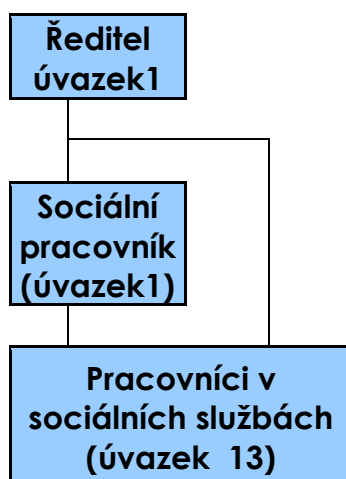 Ředitel
úvazek1
Sociální
pracovník
(úvazek1)
Pracovníci v
sociálních službách
(úvazek  13)